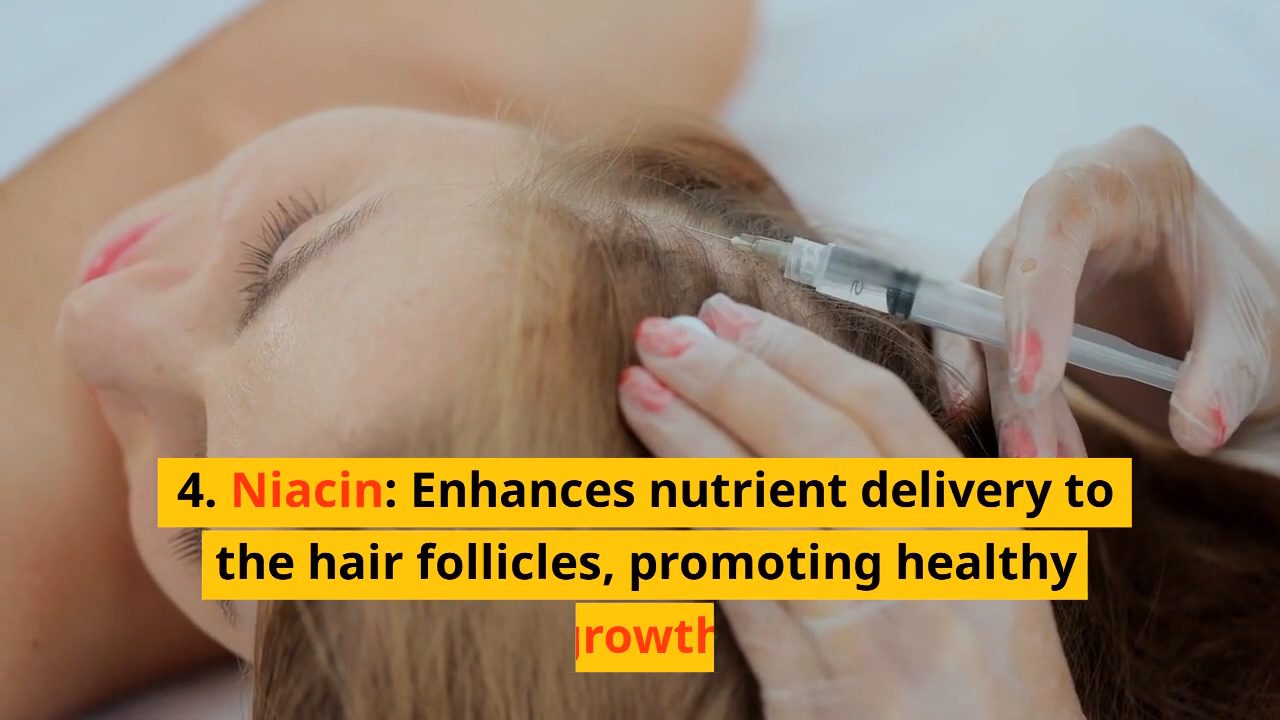 4. Niacin: Enhances nutrient delivery to
the hair follicles, promoting healthy
growth